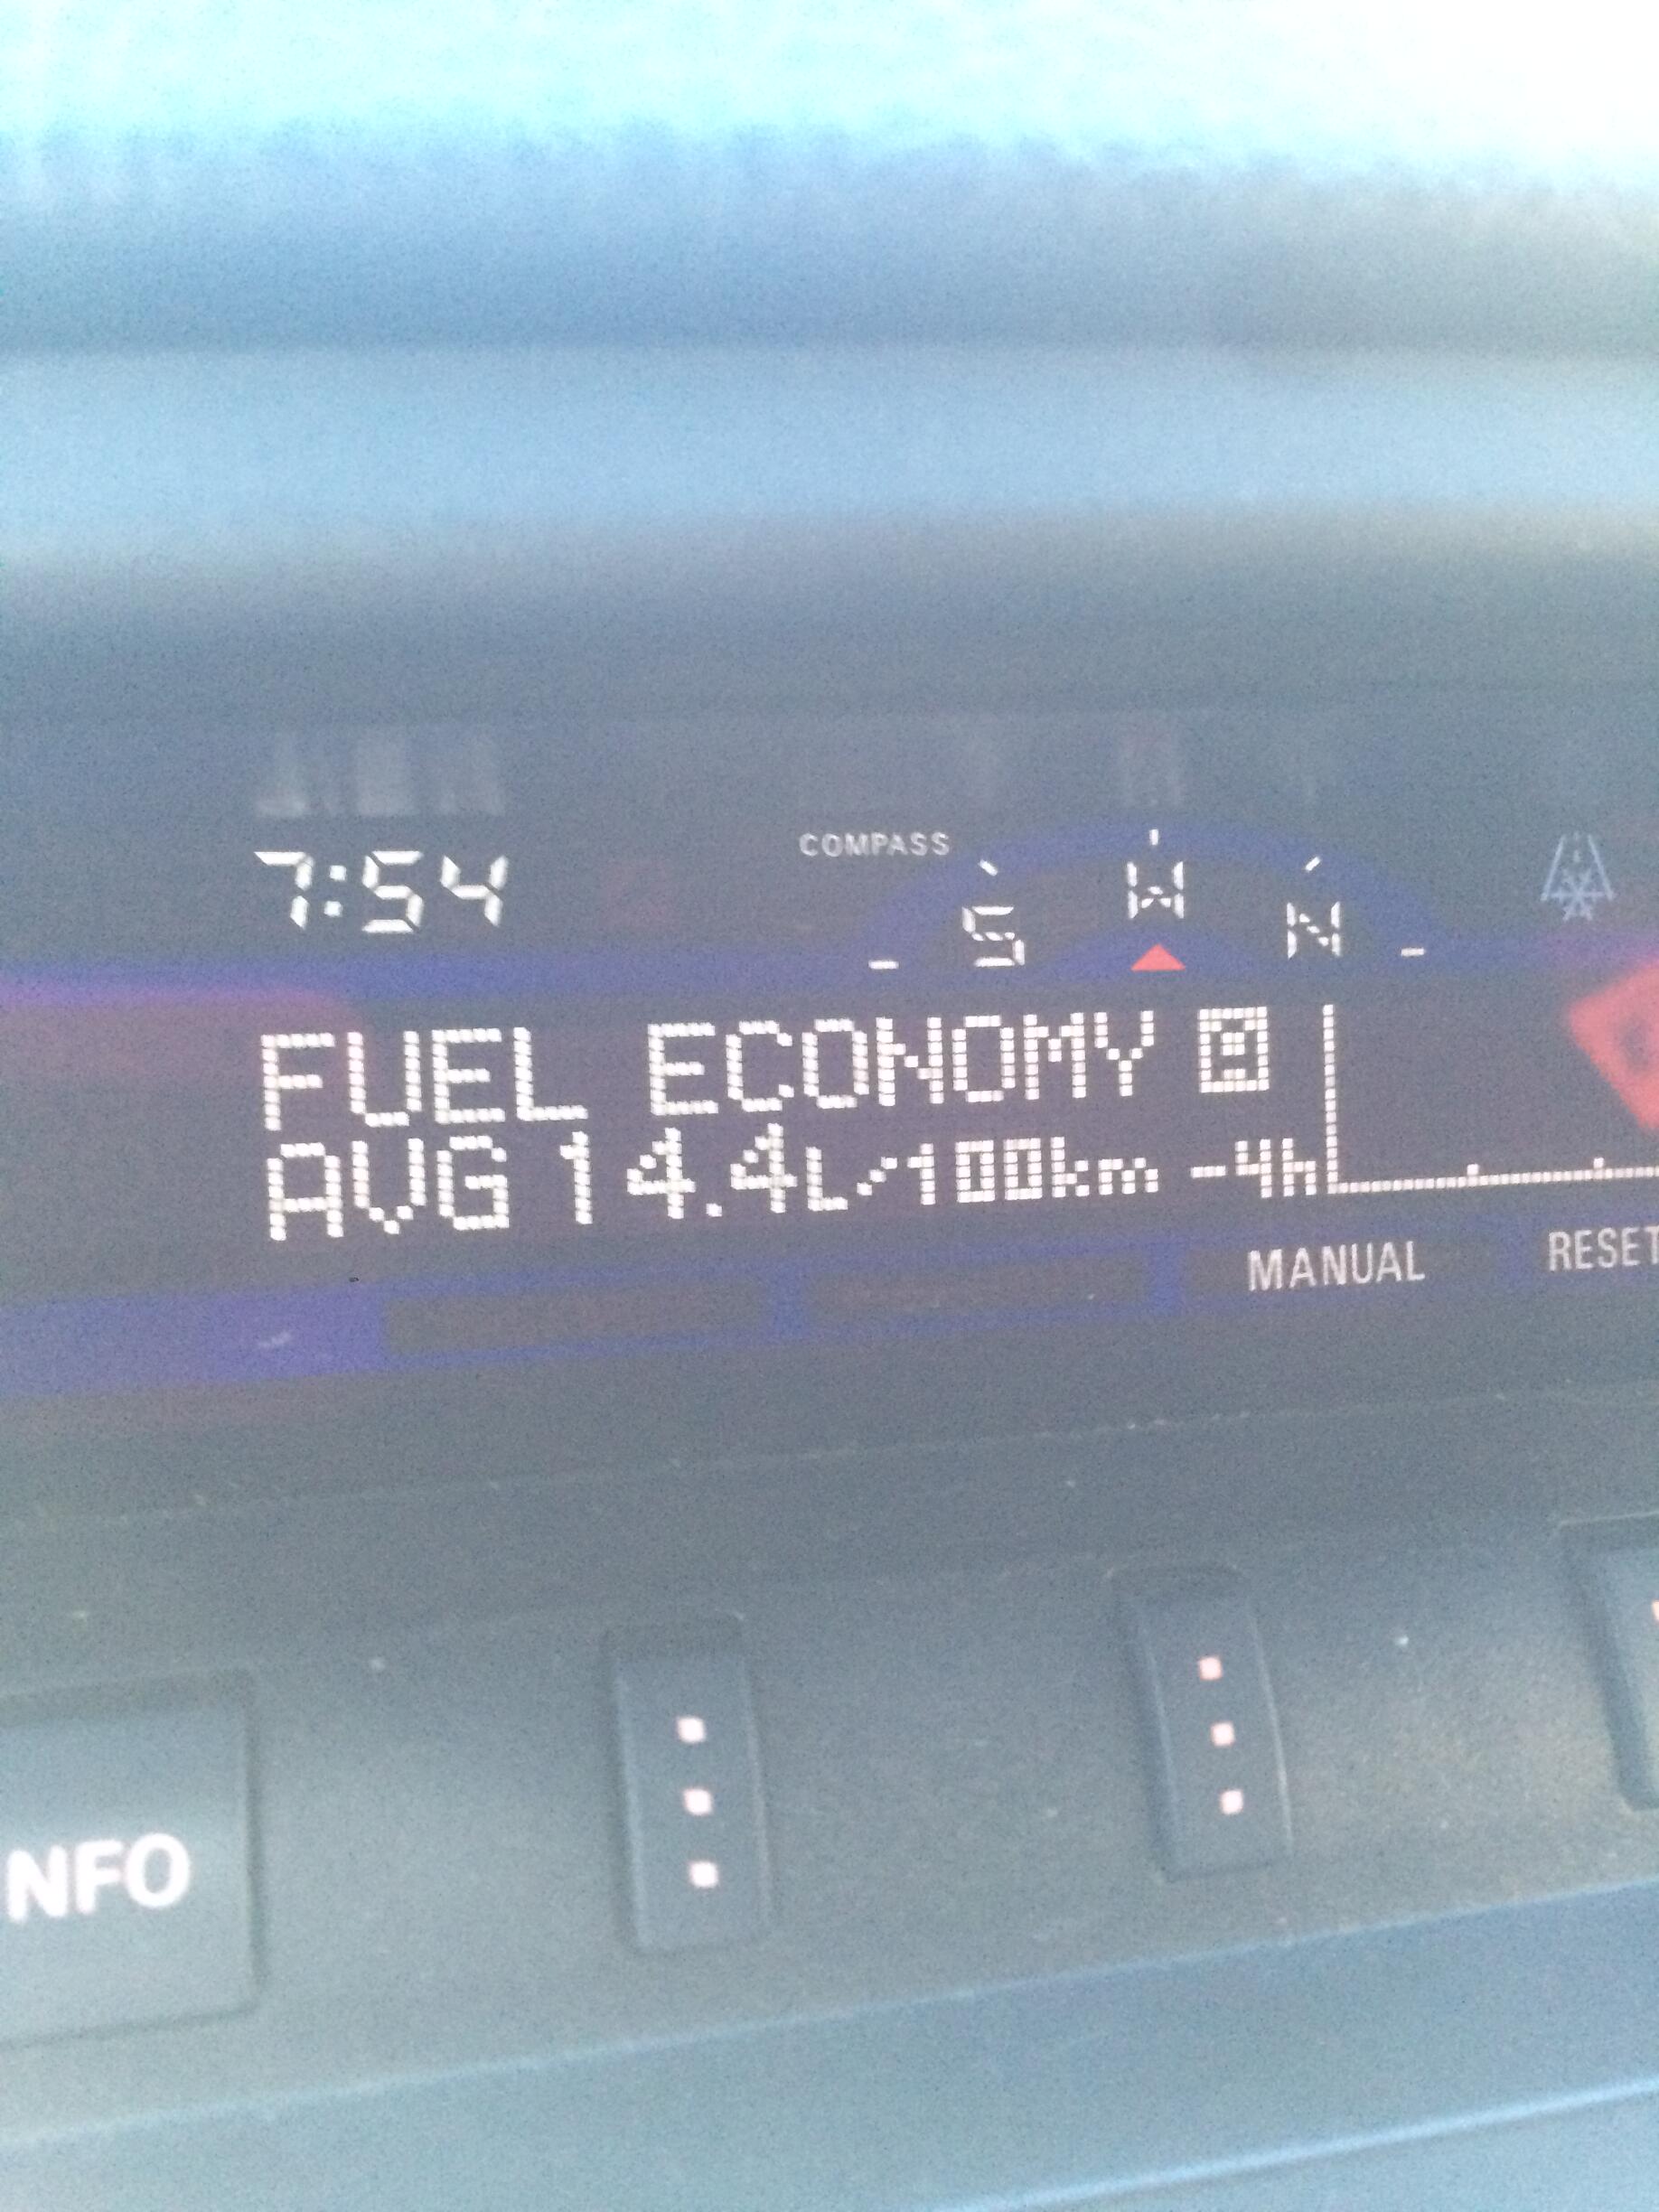 7:54
COMPASS
S W N
FUEL ECONOMY
AVG 14.4L/100km -4h
MANUAL RESET
NFO